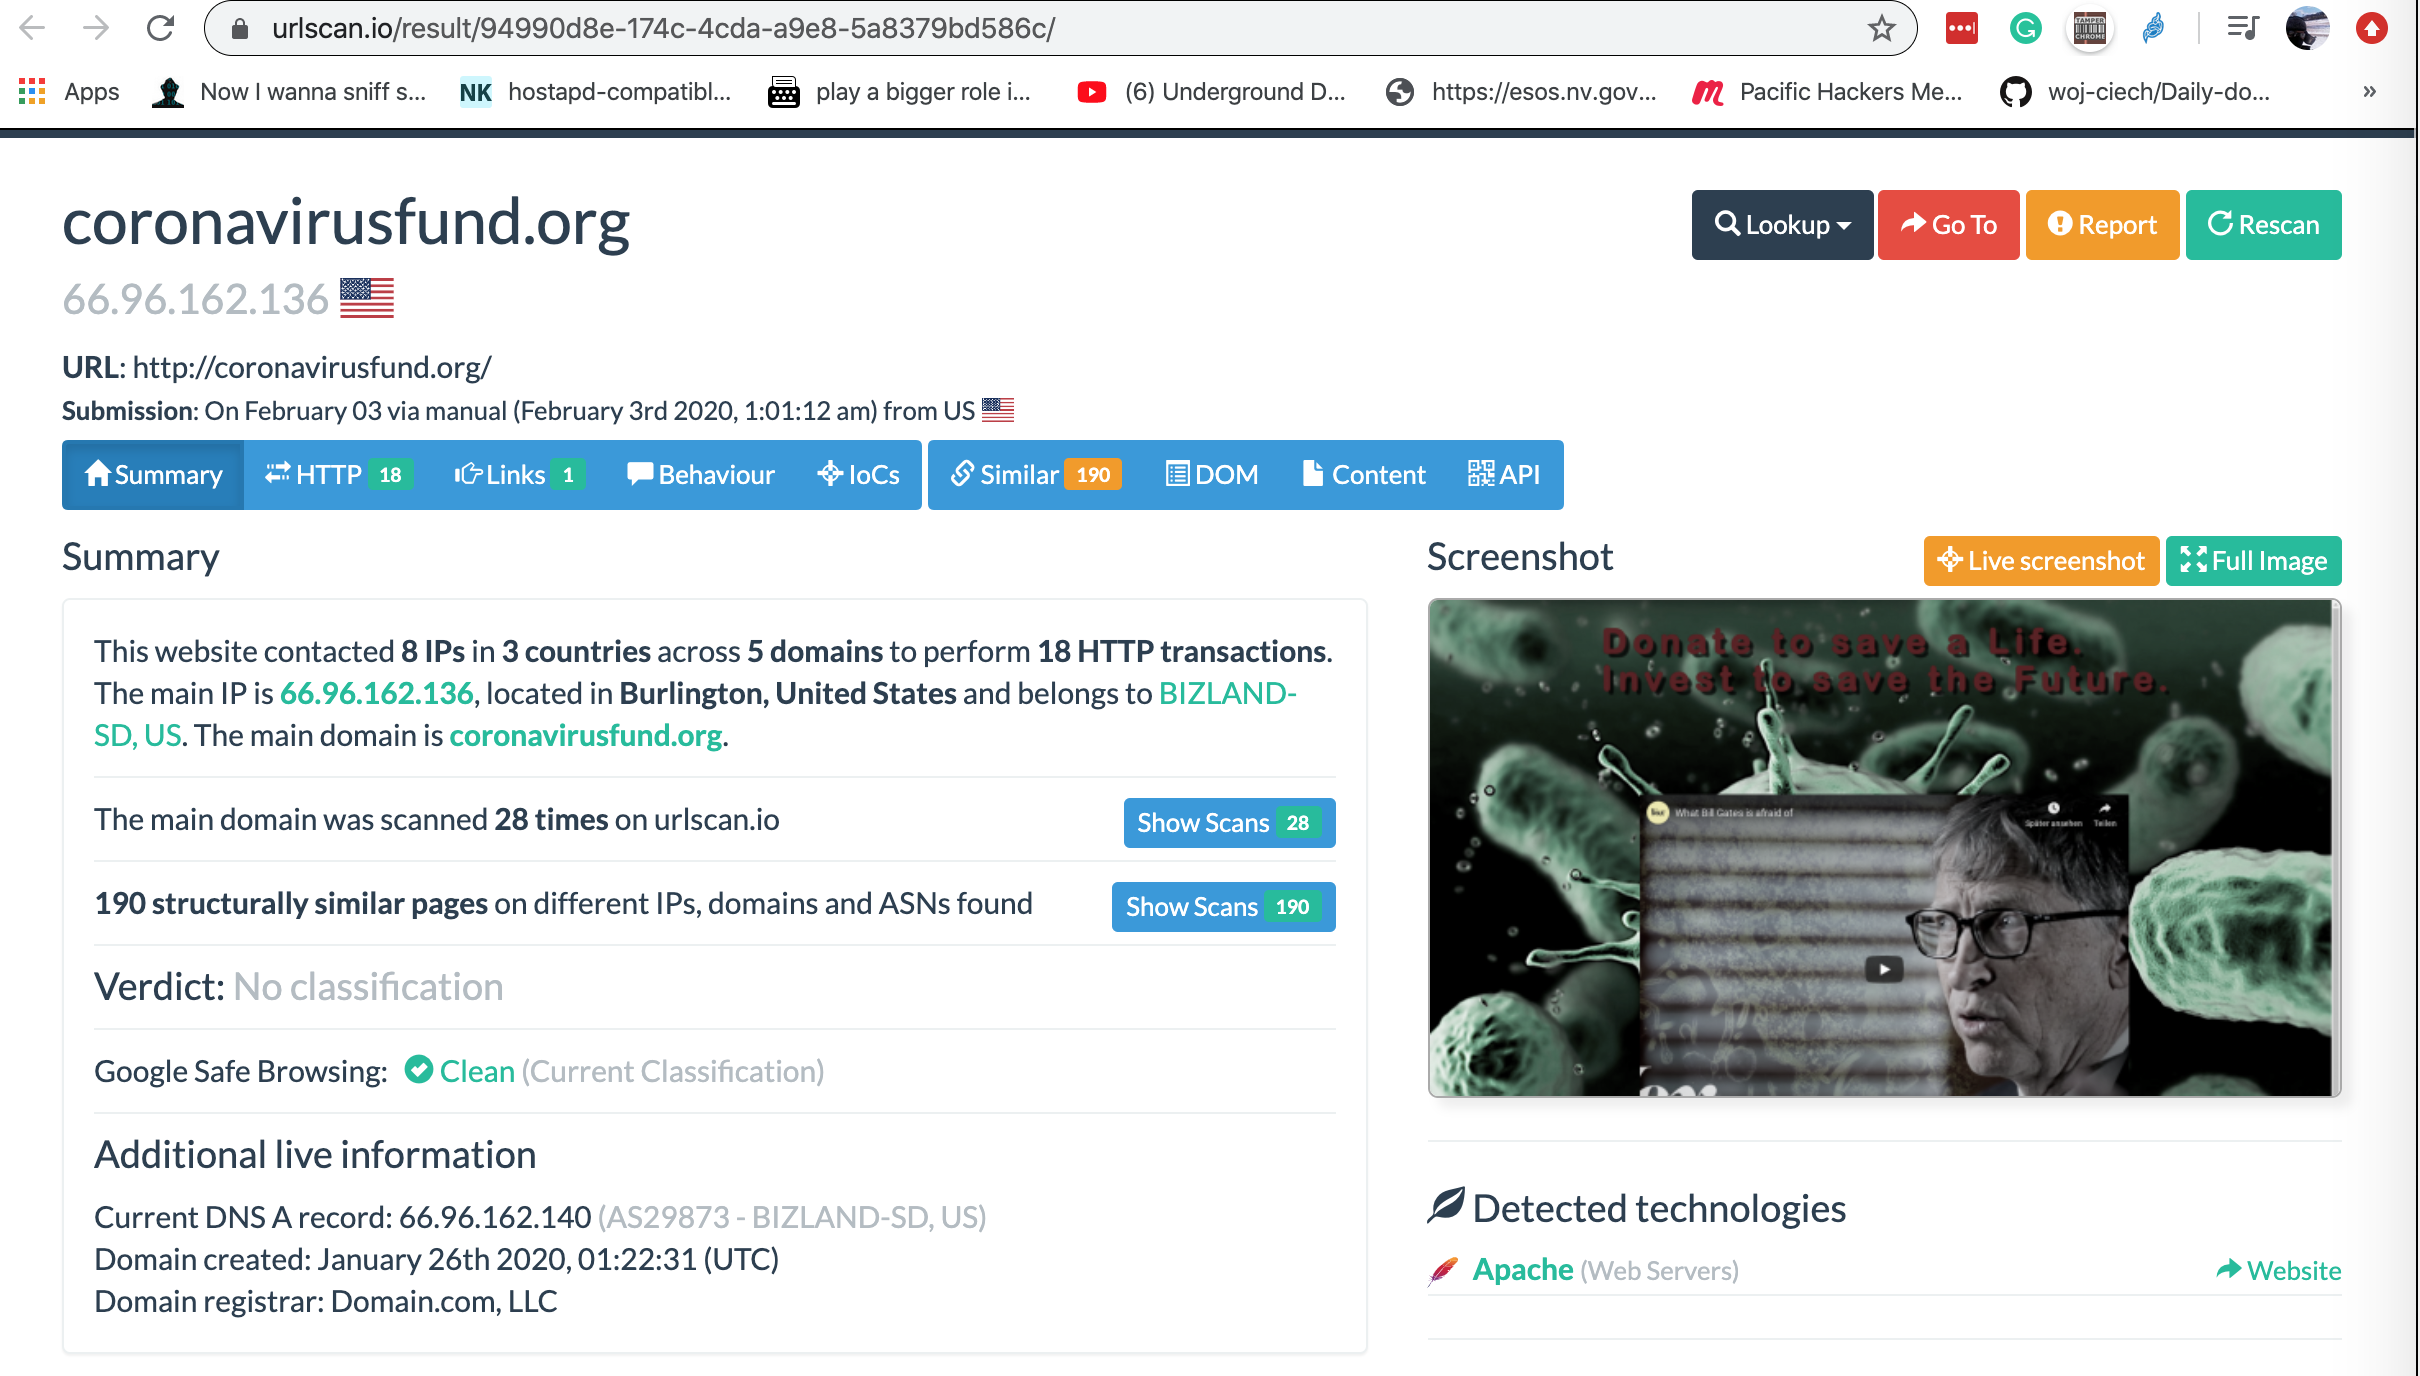 urlscan.io/result/94990d8e-174c-4cda-a9e8-5a8379bd586c/
Apps
Now I wanna sniff s...
NK hostapd-compatibl...
play a bigger role i...
(6) Underground D...
https://esos.nv.gov...
Pacific Hackers Me...
woj-ciech/Daily-do...
»
coronavirusfund.org
Lookup
Go To
Report
Rescan
66.96.162.136
URL: http://coronavirusfund.org/
Submission: On February 03 via manual (February 3rd 2020, 1:01:12 am) from US
Summary
HTTP 18
Links 1
Behaviour
IoCs
Similar 190
DOM
Content
API
Summary
This website contacted 8 IPs in 3 countries across 5 domains to perform 18 HTTP transactions.
The main IP is 66.96.162.136, located in Burlington, United States and belongs to BIZLAND-
SD, US. The main domain is coronavirusfund.org.
The main domain was scanned 28 times on urlscan.io
Show Scans 28
190 structurally similar pages on different IPs, domains and ASNs found
Show Scans 190
Verdict: No classification
Google Safe Browsing: Clean (Current Classification)
Additional live information
Current DNS A record: 66.96.162.140 (AS29873 - BIZLAND-SD, US)
Domain created: January 26th 2020, 01:22:31 (UTC)
Domain registrar: Domain.com, LLC
Screenshot
Live screenshot
Full Image
Donate to save a Life.
Invest to save the Future.
What Bill Gates is afraid of
Später ansehen
Teilen
Detected technologies
Apache (Web Servers)
Website